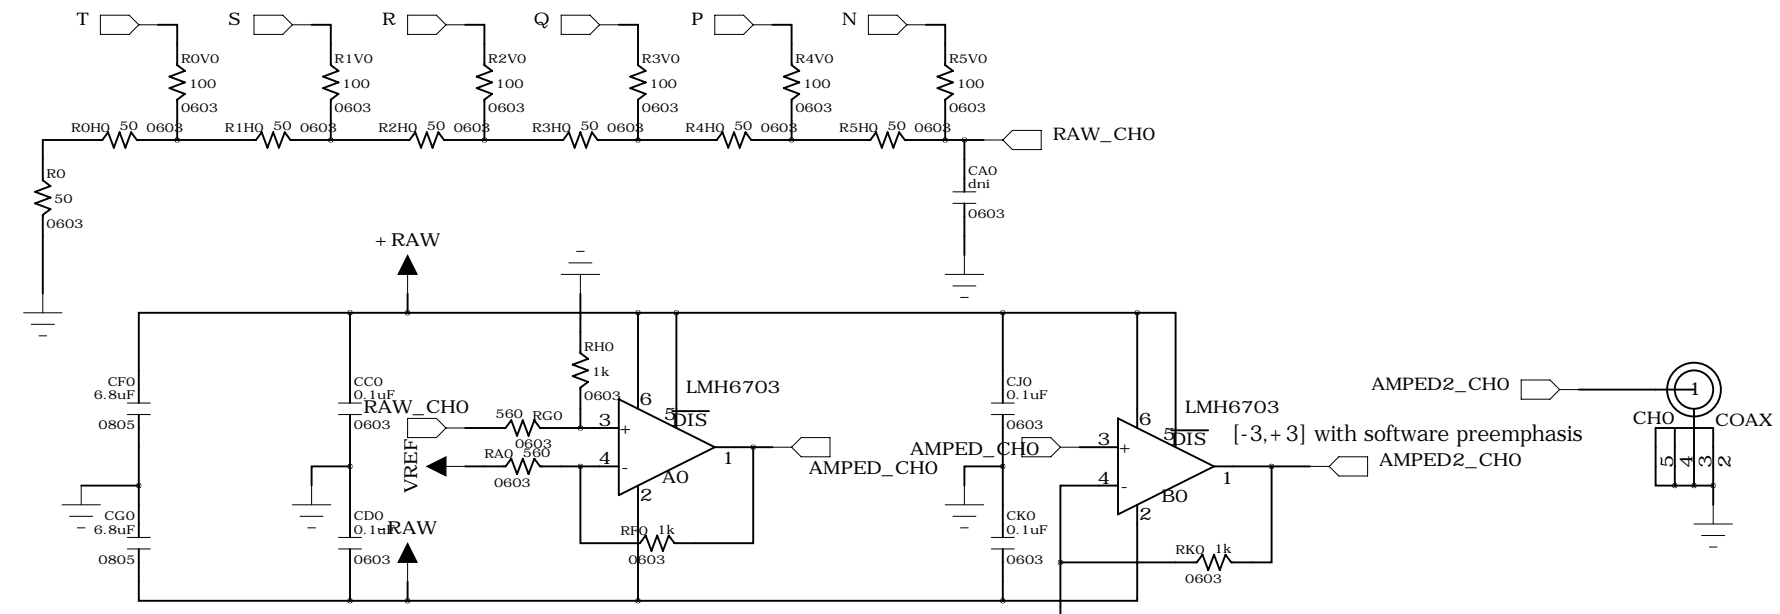 T S R Q P N
R0V0 R1V0 R2V0 R3V0 R4V0 R5V0
100 100 100 100 100 100
0603 0603 0603 0603 0603 0603
R0H0 50 0603 R1H0 50 0603 R2H0 50 0603 R3H0 50 0603 R4H0 50 0603 R5H0 50 0603
RAW_CH0
R0
50
0603
CA0
dni
0603
+RAW
RH0
1k
0603
CF0
6.8uF
0805
CC0
0.1uF
0603
RAW_CH0
560 RG0
0603
VREF
RA0 560
0603
3
+
4
-
6
5
DIS
LMH6703
A0
2
1
AMPED_CH0
CG0
6.8uF
0805
CD0
0.1uF
0603
-RAW
RF0 1k
0603
CJ0
0.1uF
0603
AMPED_CH0
CK0
0.1uF
0603
3
+
4
-
6
5
DIS
LMH6703
B0
2
1
[-3,+3] with software preemphasis
AMPED2_CH0
RK0 1k
0603
AMPED2_CH0
1
CH0 COAX
5 4 3 2